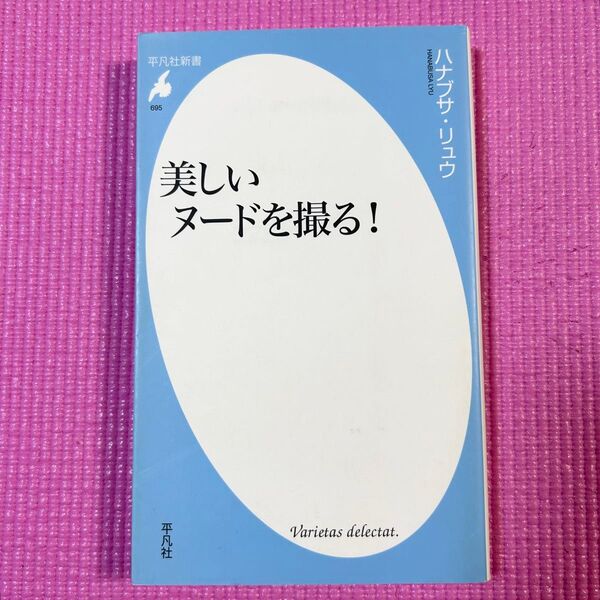 平凡社新書
695
ハナブサ・リュウ
HANABUSA LYU
美しい
ヌードを撮る!
Varietas delectat.
平凡社